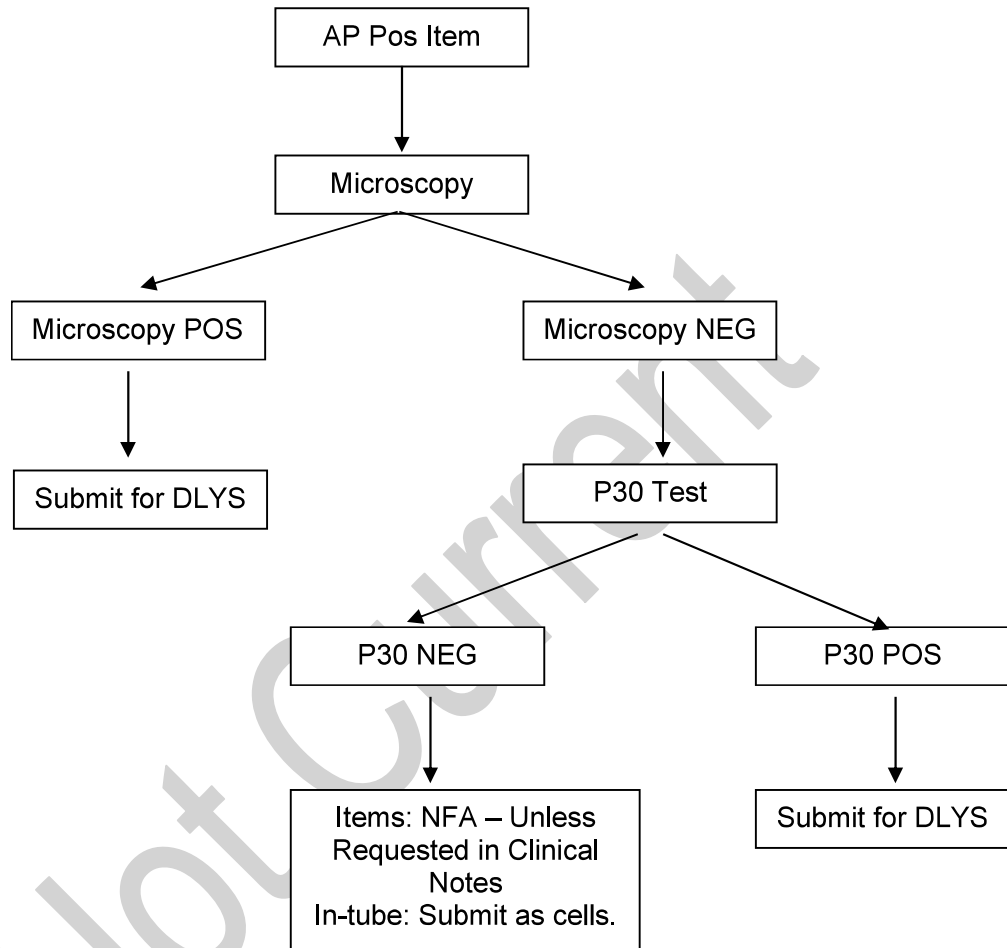 AP Pos Item
Microscopy
Microscopy POS
Microscopy NEG
Submit for DLYS
P30 Test
P30 NEG
P30 POS
Items: NFA – Unless
Requested in Clinical
Notes
In-tube: Submit as cells.
Submit for DLYS
Not Current